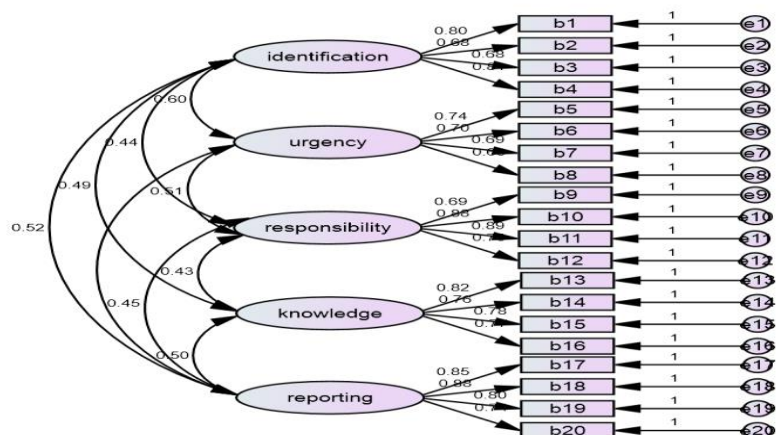 0.80 b1 1 e1
0.68 b2 1 e2
identification 0.68 b3 1 e3
b4 1 e4
0.60 0.74 b5 1 e5
0.70 b6 1 e6
0.44 urgency 0.69 b7 1 e7
b8 1 e8
0.49 0.51 0.69 b9 1 e9
0.88 b10 1 e10
0.52 responsibility 0.89 b11 1 e11
b12 1 e12
0.43 0.82 b13 1 e13
b14 1 e14
0.45 knowledge 0.78 b15 1 e15
b16 1 e16
0.50 0.85 b17 1 e17
b18 1 e18
reporting 0.80 b19 1 e19
b20 1 e20